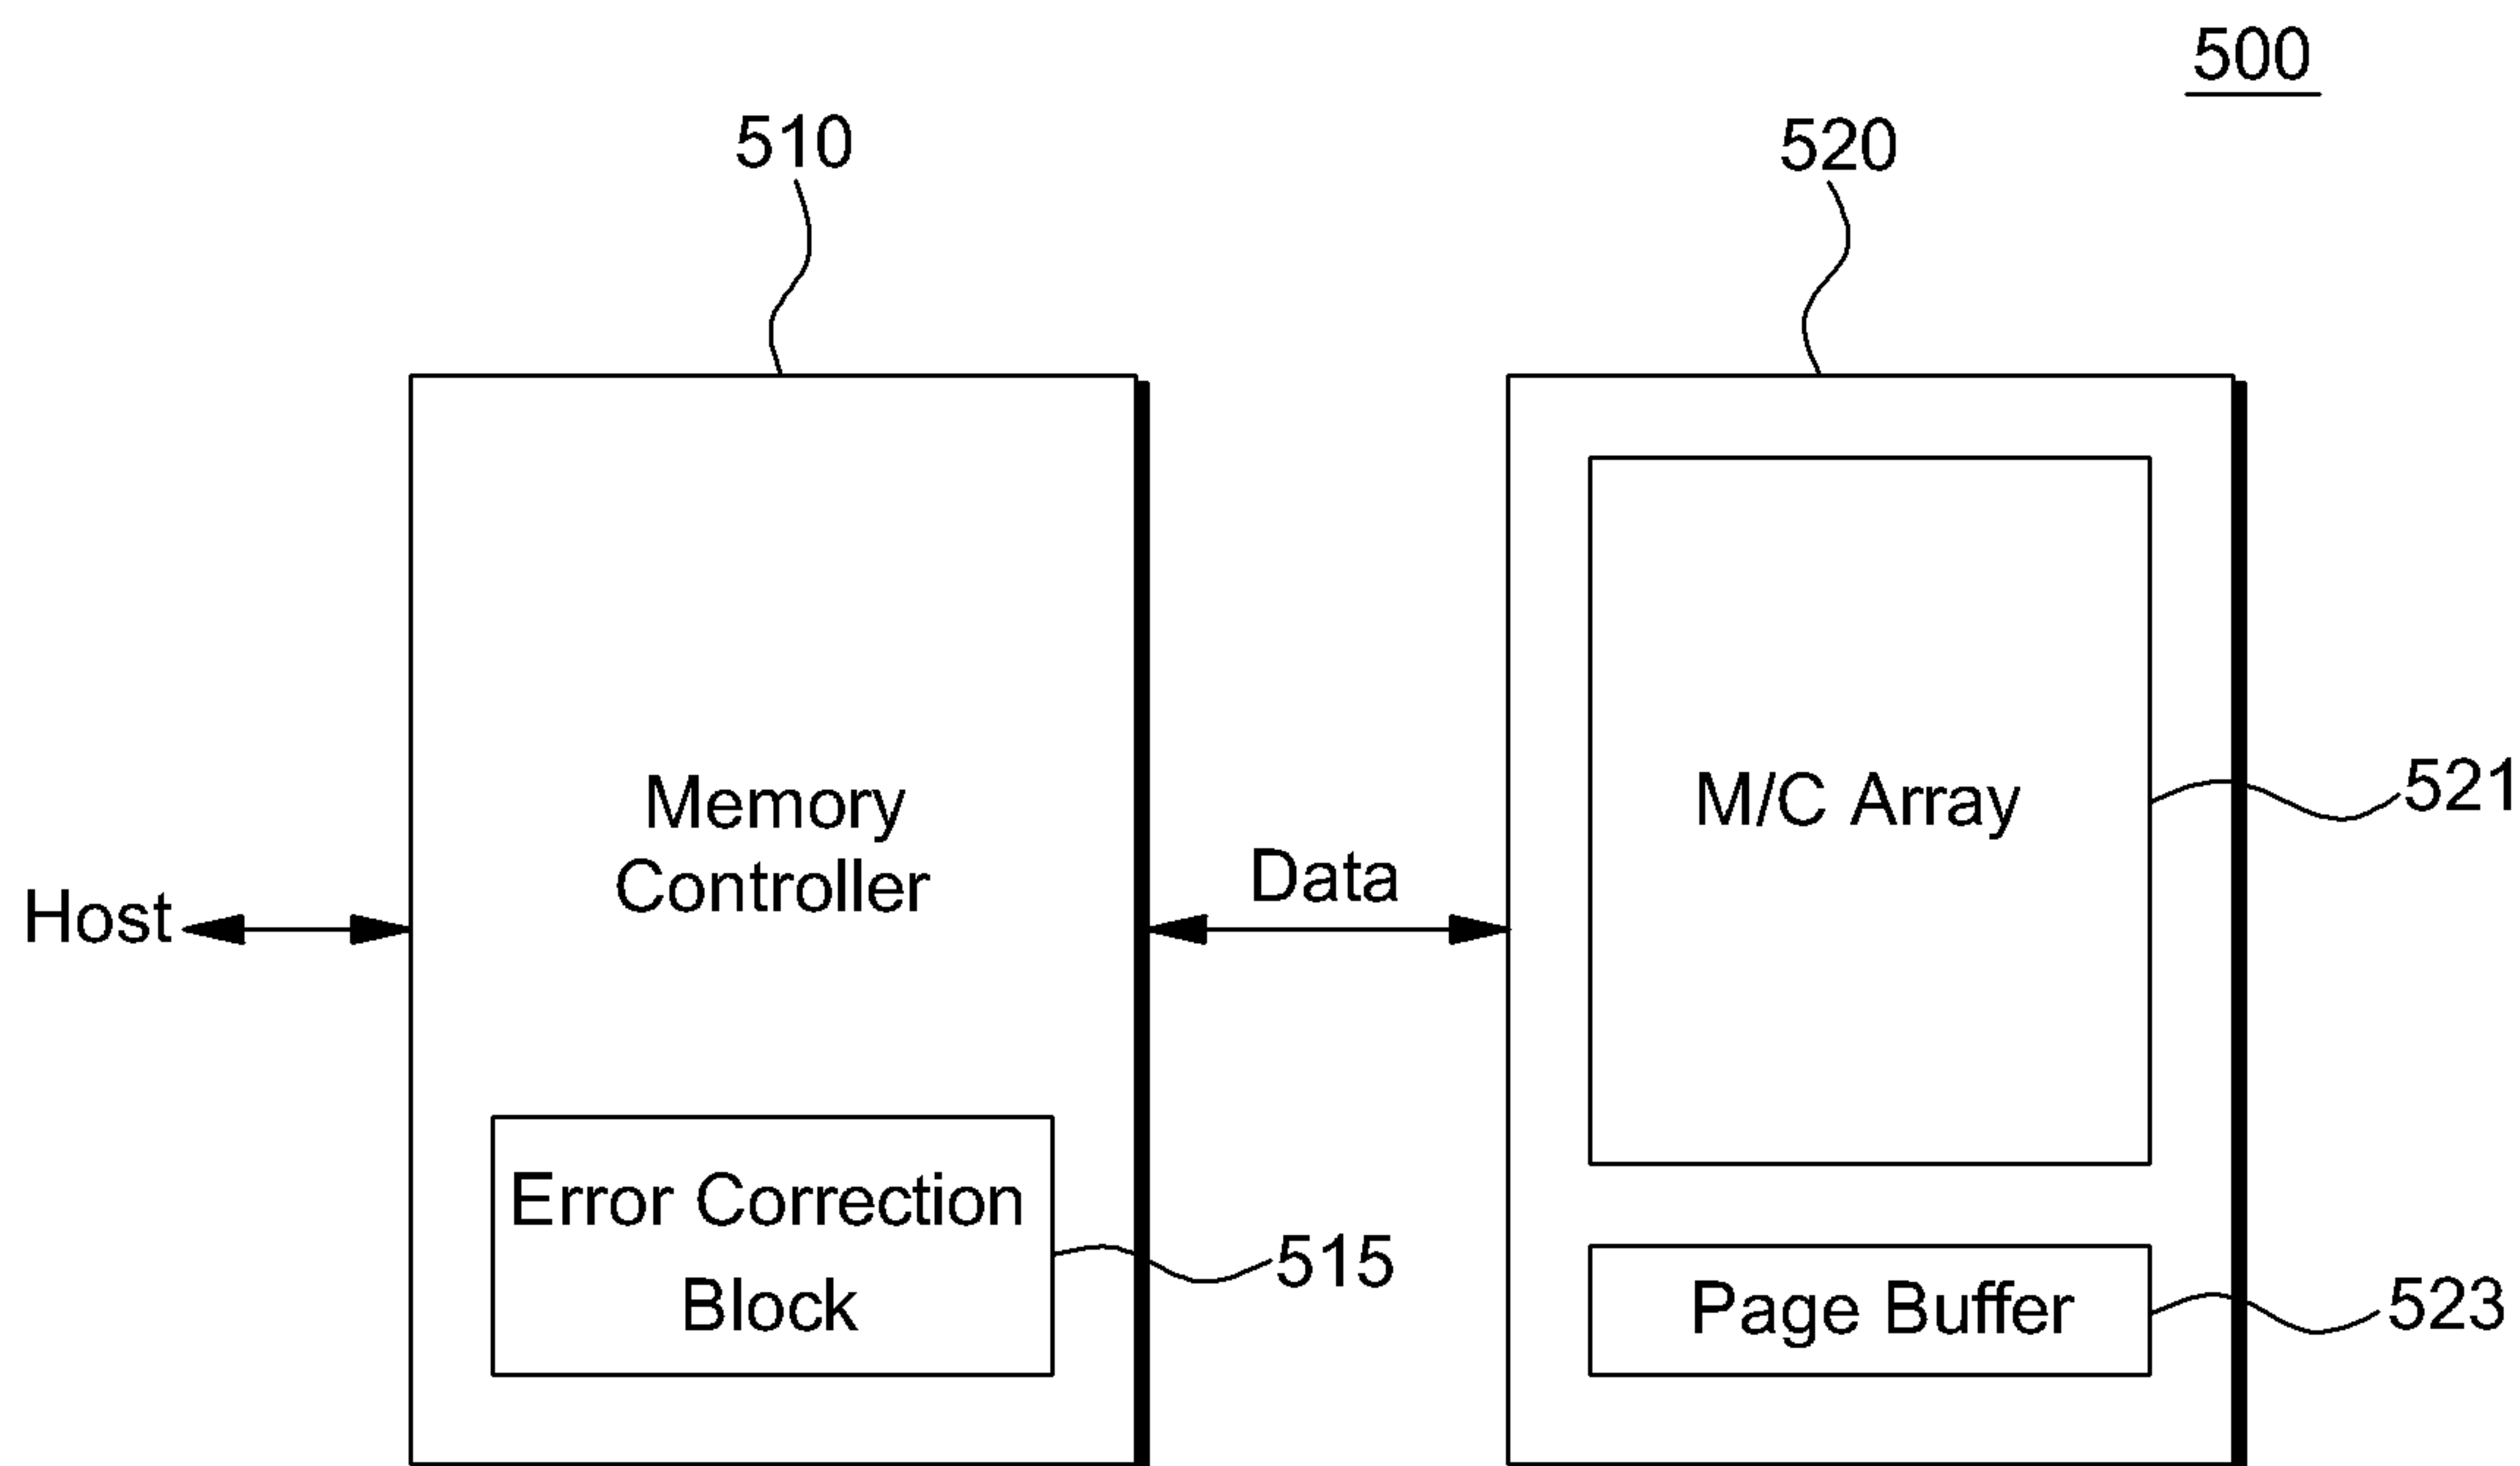 500
510
520
Memory
Controller
M/C Array
521
Host
Data
Error Correction
Block
515
Page Buffer
523